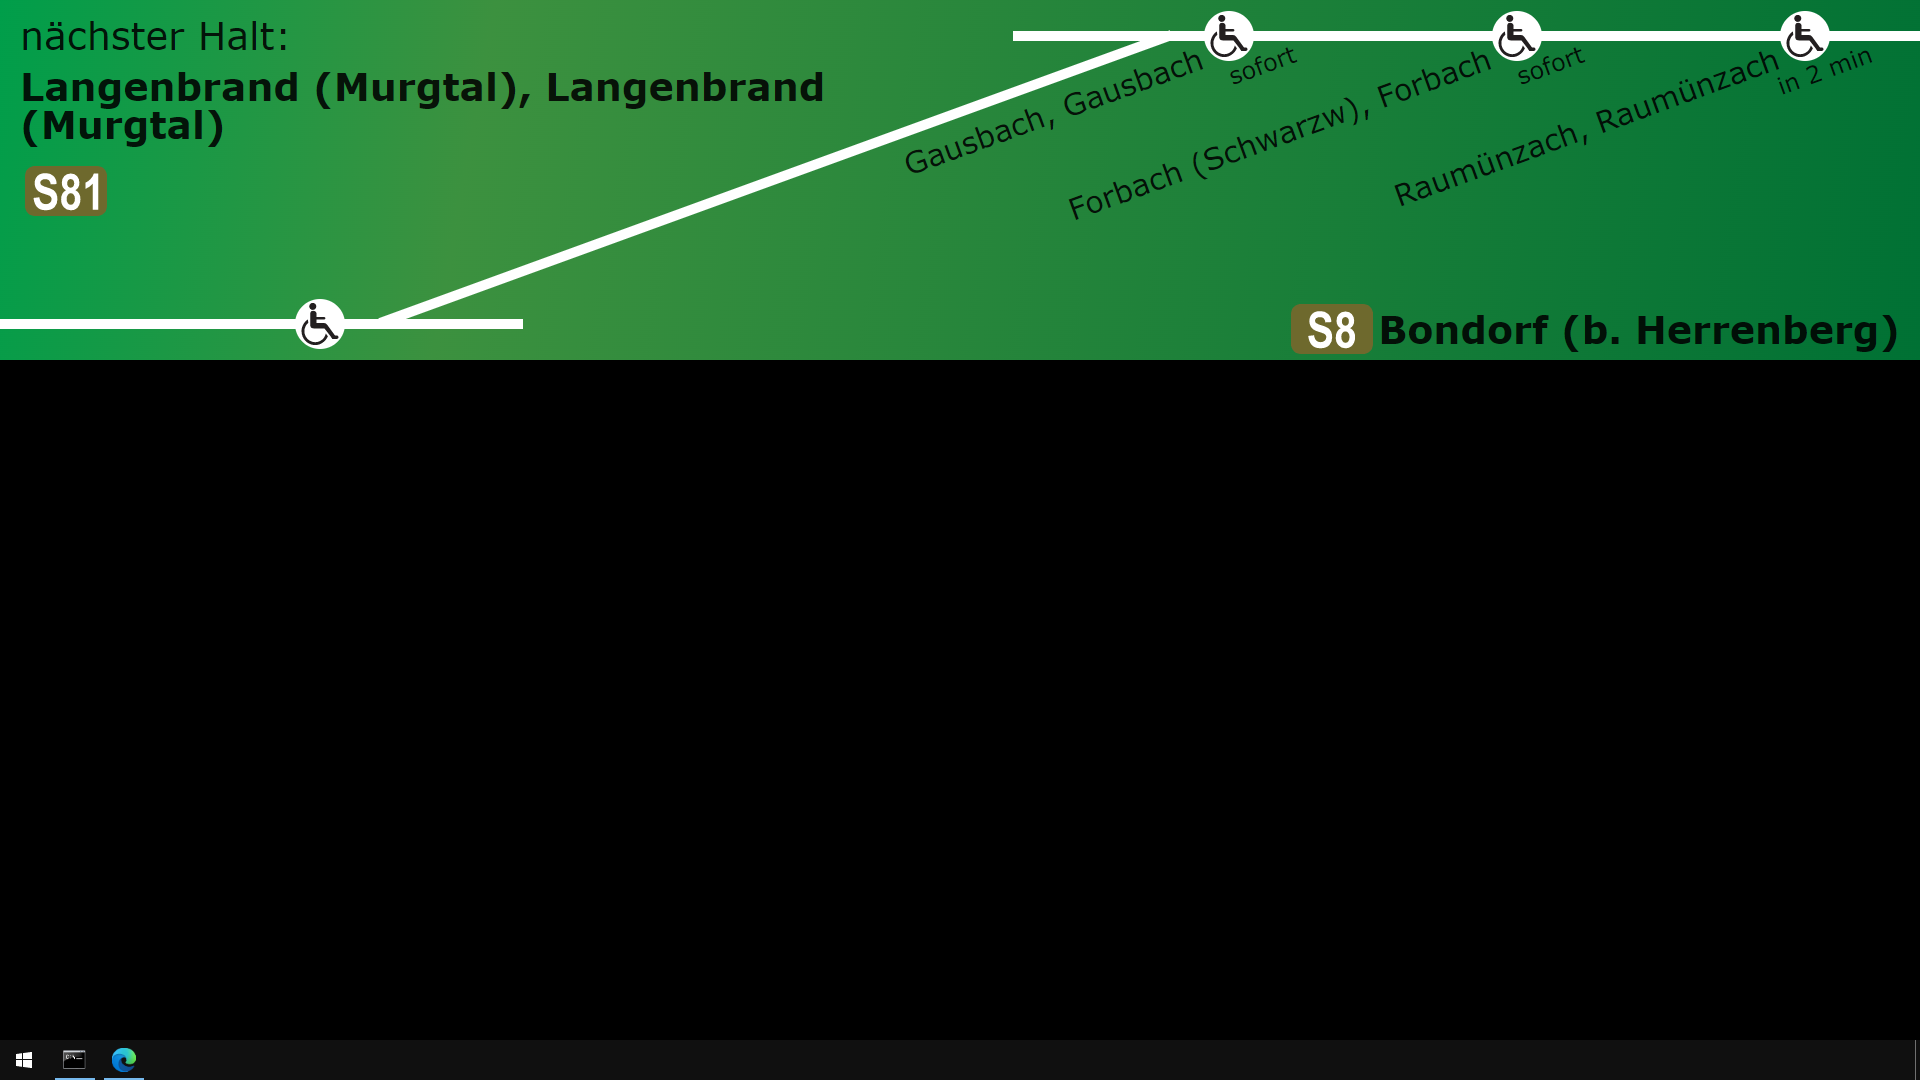 nächster Halt:
Langenbrand (Murgtal), Langenbrand
(Murgtal)
S81
Gausbach, Gausbach
sofort
Forbach (Schwarzw), Forbach
sofort
Raumünzach, Raumünzach
in 2 min
S8 Bondorf (b. Herrenberg)